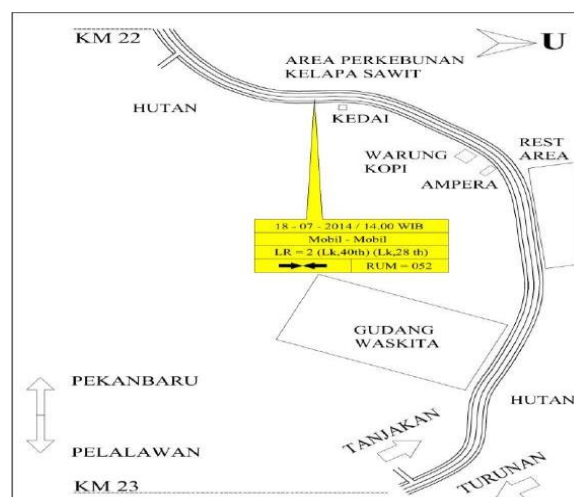 KM 22
U
AREA PERKEBUNAN
KELAPA SAWIT
HUTAN
KEDAI
REST
AREA
WARUNG
KOPI
AMPERA
18 - 07 - 2014 / 14.00 WIB
Mobil - Mobil
LR = 2 (Lk,40th) (Lk,28 th)
RUM = 052
GUDANG
WASKITA
PEKANBARU
HUTAN
TANJAKAN
PELALAWAN
TURUNAN
KM 23